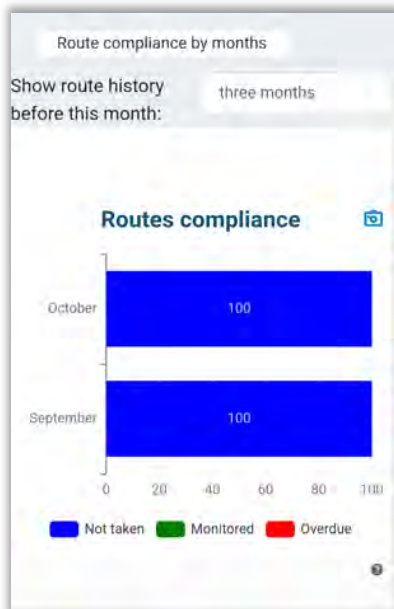 Route compliance by months
Show route history
before this month:
three months
Routes compliance
October
100
September
100
0 20 40 60 80 100
Not taken Monitored Overdue